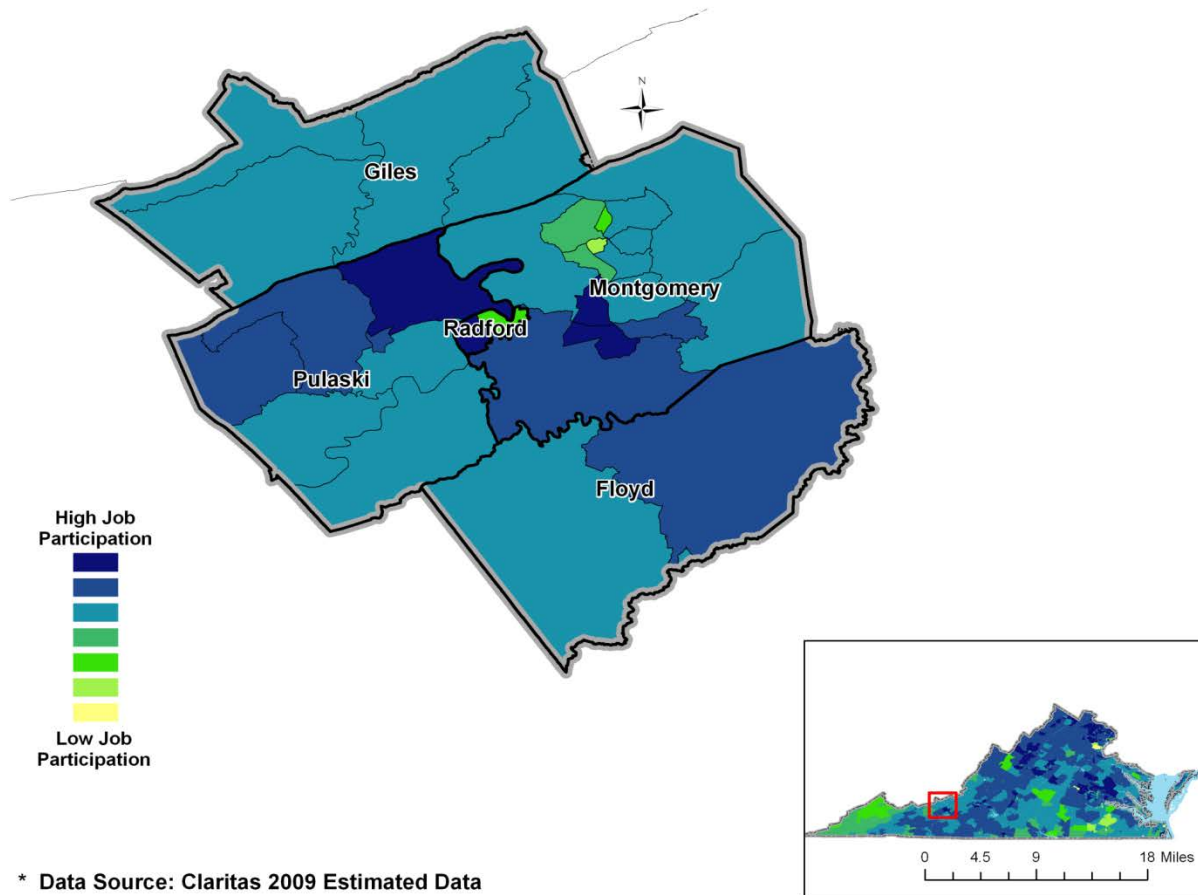 N
Giles
Montgomery
Radford
Pulaski
Floyd
High Job
Participation
Low Job
Participation
0 4.5 9 18 Miles
* Data Source: Claritas 2009 Estimated Data